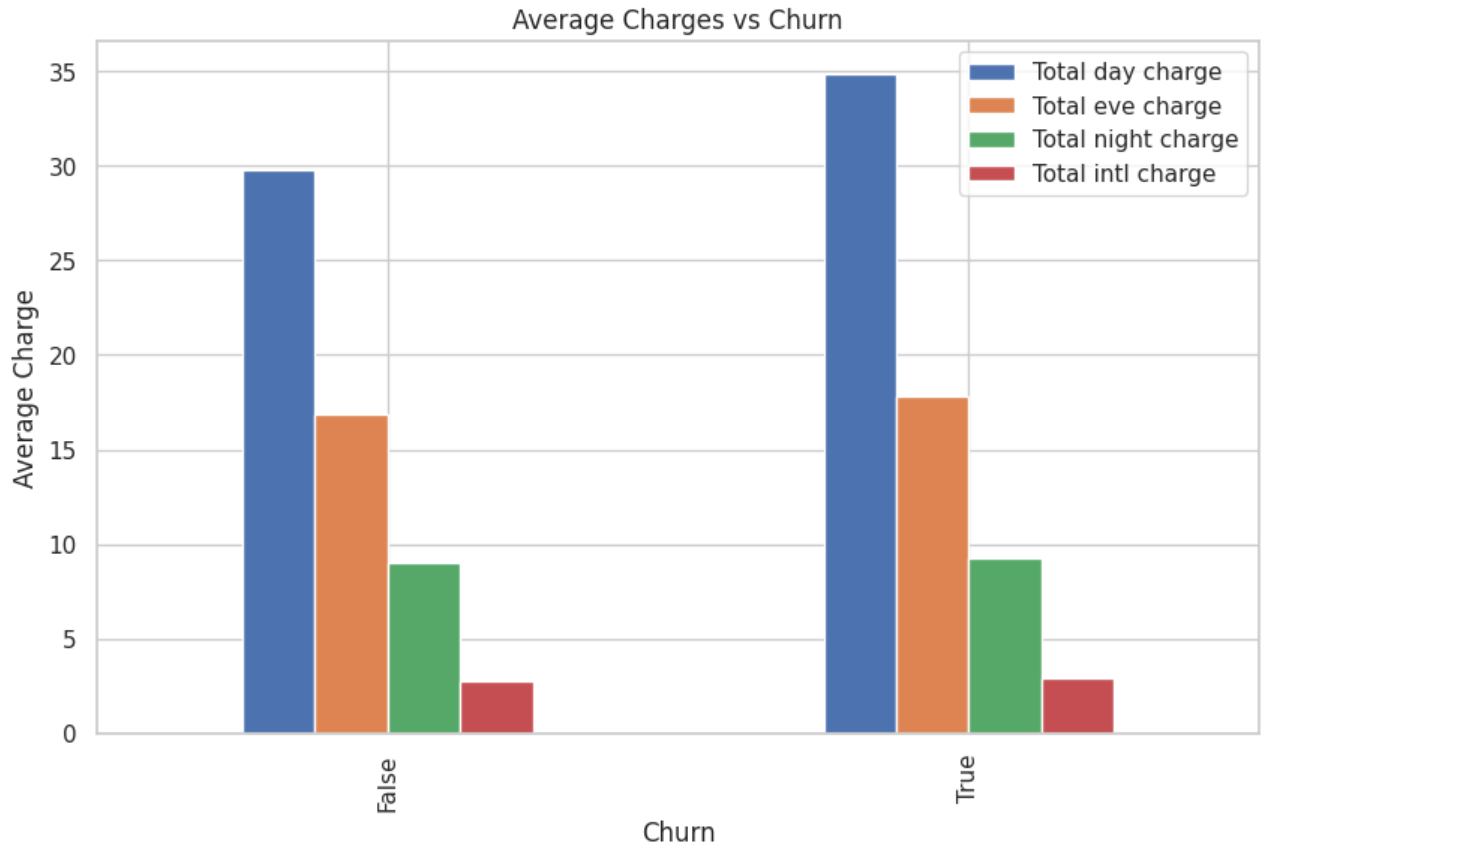 Average Charges vs Churn
Total day charge
Total eve charge
Total night charge
Total intl charge
Average Charge
35
30
25
20
15
10
5
0
False
True
Churn